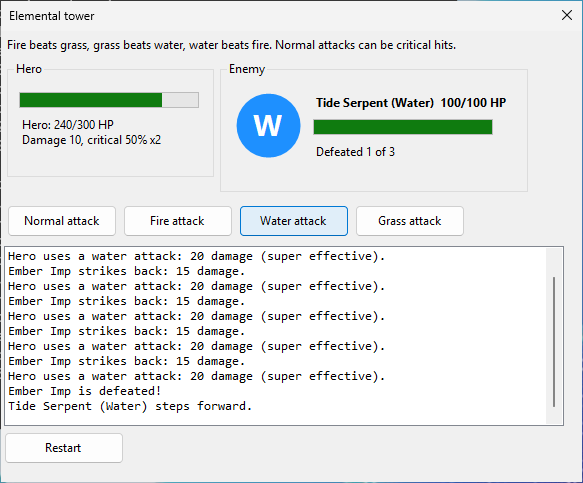 Elemental tower
Fire beats grass, grass beats water, water beats fire. Normal attacks can be critical hits.
Hero
Hero: 240/300 HP
Damage 10, critical 50% x2
Enemy
W
Tide Serpent (Water) 100/100 HP
Defeated 1 of 3
Normal attack
Fire attack
Water attack
Grass attack
Hero uses a water attack: 20 damage (super effective).
Ember Imp strikes back: 15 damage.
Hero uses a water attack: 20 damage (super effective).
Ember Imp strikes back: 15 damage.
Hero uses a water attack: 20 damage (super effective).
Ember Imp strikes back: 15 damage.
Hero uses a water attack: 20 damage (super effective).
Ember Imp strikes back: 15 damage.
Hero uses a water attack: 20 damage (super effective).
Ember Imp is defeated!
Tide Serpent (Water) steps forward.
Restart